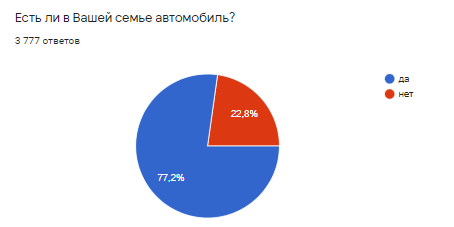 Есть ли в Вашей семье автомобиль?
3 777 ответов
да
нет
22,8%
77,2%